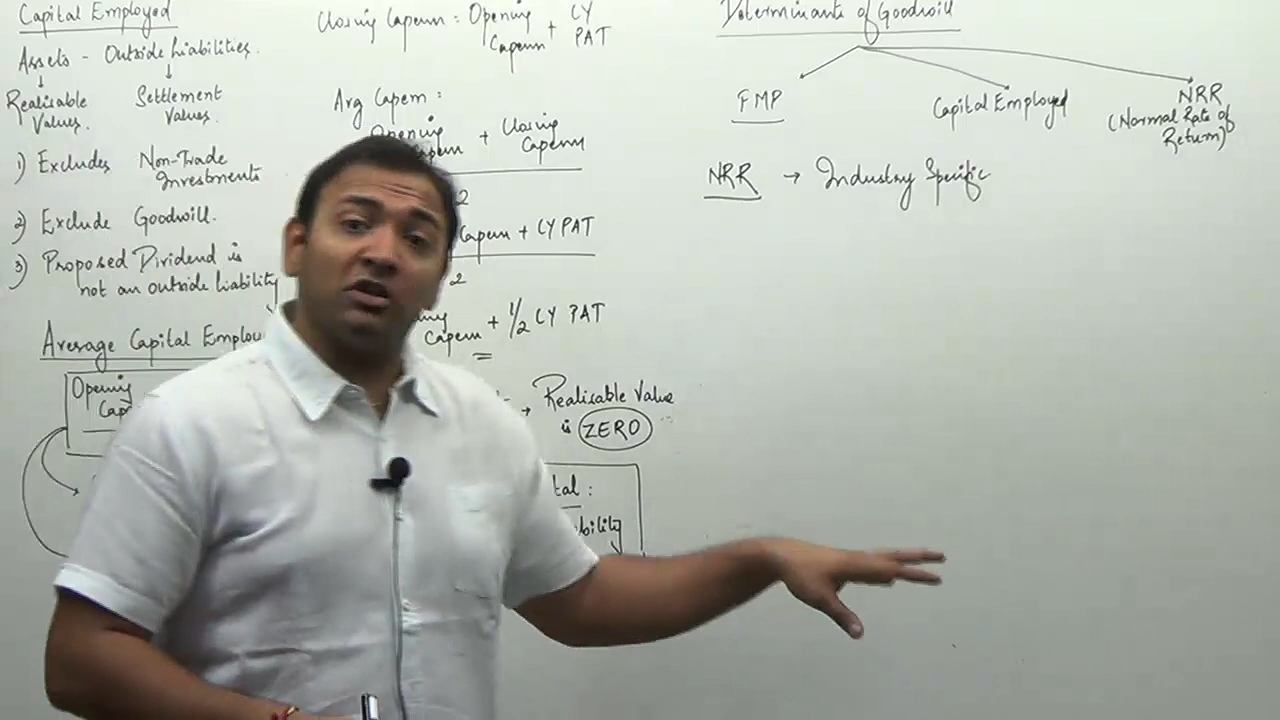 Capital Employed
Assets - Outside Liabilities.
Realisable Values.
Settlement Values.
1) Excludes Non-Trade
Investments
2) Exclude Goodwill.
3) Proposed Dividend is
not an outside liability
Average Capital
Opening
Closing Capem = Opening Capem + CY PAT
Avg Capem :
Opening + Closing
Capem
2
Capem + CY PAT
2
Capem + 1/2 CY PAT
→ Realisable Value
is ZERO
Determinants of Goodwill
FMP
Capital Employed
NRR
(Normal Rate of
Return)
NRR → Industry Specific